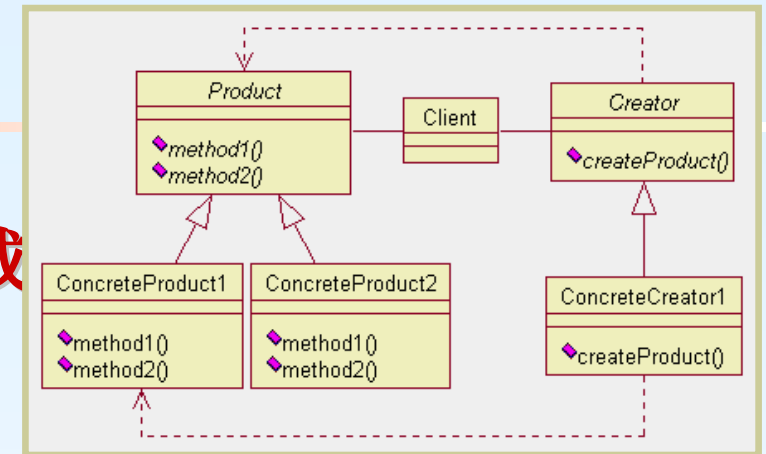 Product
method1()
method2()
Client
Creator
createProduct()
ConcreteProduct1
method1()
method2()
ConcreteProduct2
method1()
method2()
ConcreteCreator1
createProduct()